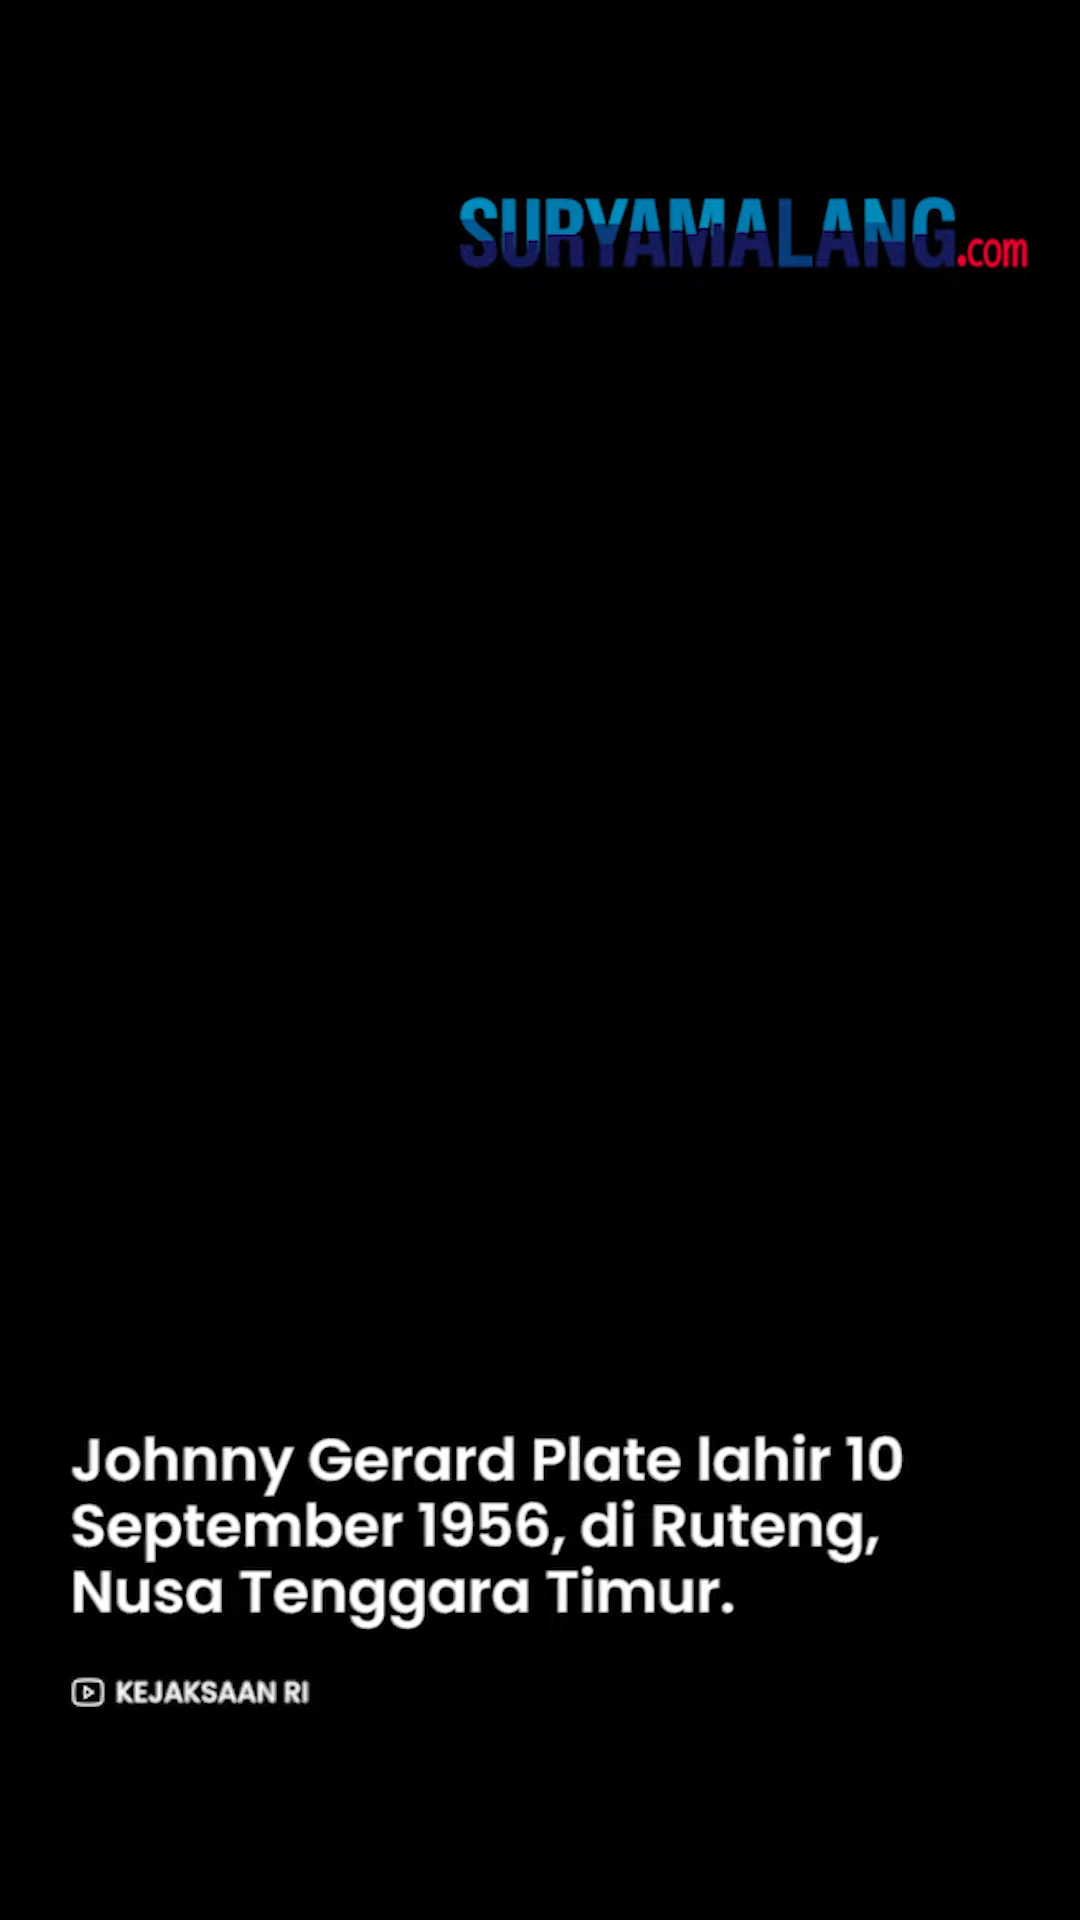 SURYAMALANG.com
Johnny Gerard Plate lahir 10
September 1956, di Ruteng,
Nusa Tenggara Timur.
KEJAKSAAN RI